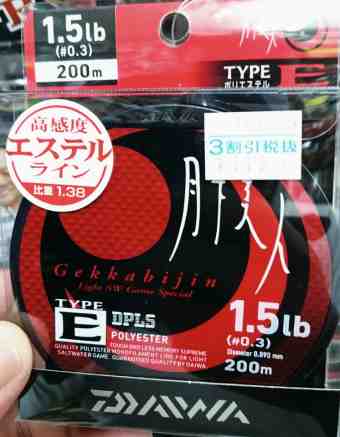 1.5lb
(#0.3)
200m
TYPE E
ポリエステル
高感度
エステル
ライン
比重1.38
3割引税抜
月下美人
Gekkabijin
Light SW Game Special
TYPE
E DPLS
POLYESTER
TOUGH AND LESS MEMORY SUPREME
QUALITY POLYESTER MONOFILAMENT LINE FOR LIGHT
SALTWATER GAME. GUARANTEED QUALITY BY DAIWA.
1.5lb
(#0.3)
Diameter 0.090 mm
200m
DAIWA